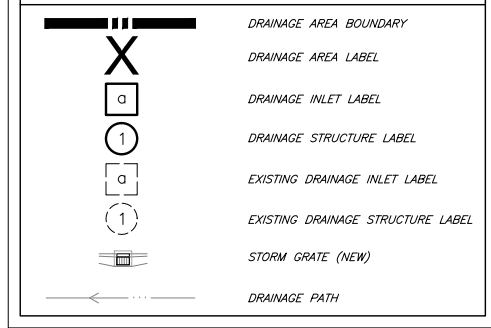 DRAINAGE AREA BOUNDARY
X DRAINAGE AREA LABEL
a DRAINAGE INLET LABEL
1 DRAINAGE STRUCTURE LABEL
a EXISTING DRAINAGE INLET LABEL
1 EXISTING DRAINAGE STRUCTURE LABEL
STORM GRATE (NEW)
DRAINAGE PATH